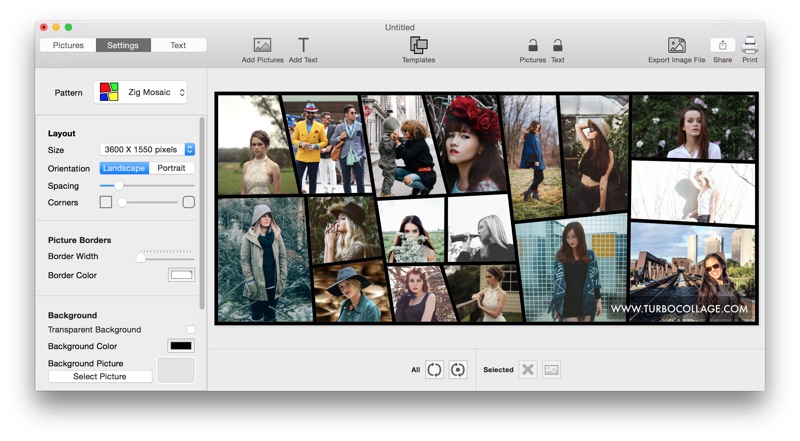 Untitled
Pictures Settings Text
Add Pictures Add Text Templates Pictures Text Export Image File Share Print
Pattern Zig Mosaic
Layout
Size 3600 X 1550 pixels
Orientation Landscape Portrait
Spacing
Corners
Picture Borders
Border Width
Border Color
Background
Transparent Background
Background Color
Background Picture
Select Picture
WWW.TURBOCOLLAGE.COM
All Selected